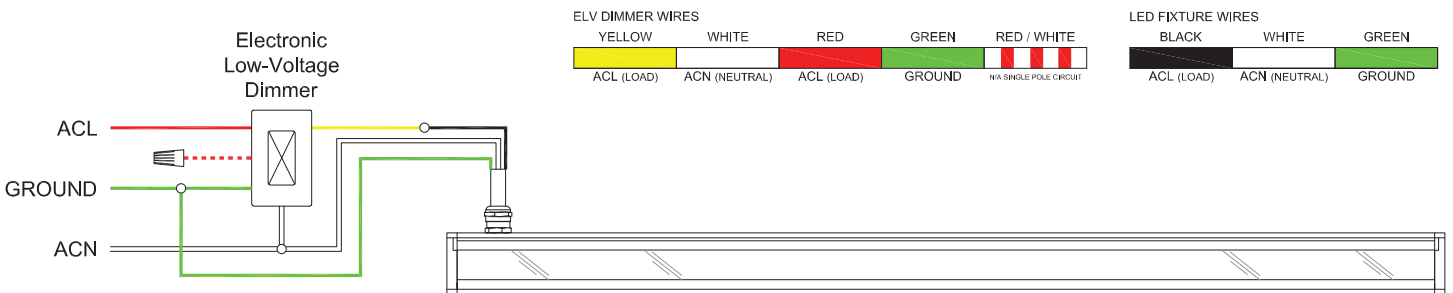 Electronic
Low-Voltage
Dimmer
ACL
GROUND
ACN
ELV DIMMER WIRES
YELLOW WHITE RED GREEN RED / WHITE
ACL (LOAD) ACN (NEUTRAL) ACL (LOAD) GROUND N/A SINGLE POLE CIRCUIT
LED FIXTURE WIRES
BLACK WHITE GREEN
ACL (LOAD) ACN (NEUTRAL) GROUND